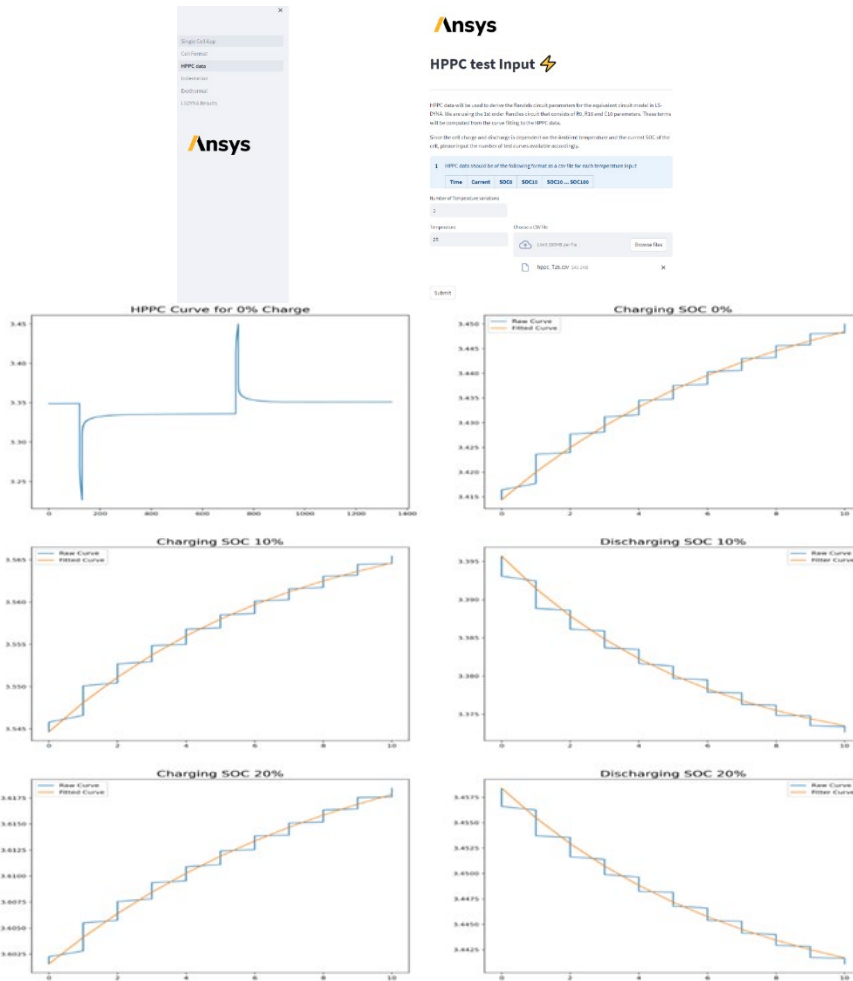 ×
Single Cell App
Cell Format
HPPC data
Indentation
Exothermal
LSDYNA Results
Ansys
Ansys
HPPC test Input ⚡
HPPC data will be used to derive the Randels circuit parameters for the equivalent circuit model in LS-
DYNA. We are using the 1st order Randles circuit that consists of R0, R10 and C10 parameters. These terms
will be computed from the curve fitting to the HPPC data.
Since the cell charge and discharge is dependent on the Ambient temperature and the current SOC of the
cell, please input the number of test curves available accordingly.
HPPC data should be of the following format as a csv file for each temperature input
Time Current SOC0 SOC10 SOC20 ... SOC100
Number of Temperature variations
1
Temperature
Choose a CSV file
25
Limit 200MB per file
Browse files
hppc_T25.csv
×
Submit
HPPC Curve for 0% Charge
3.45
3.40
3.35
3.30
3.25
0 200 400 600 800 1000 1200 1400
Charging SOC 0%
Raw Curve
Fitted Curve
3.450
3.445
3.440
3.435
3.430
3.425
3.420
3.415
0 2 4 6 8 10
Charging SOC 10%
Raw Curve
Fitted Curve
3.565
3.560
3.555
3.550
3.545
0 2 4 6 8 10
Discharging SOC 10%
Raw Curve
Fitted Curve
3.395
3.390
3.385
3.380
3.375
0 2 4 6 8 10
Charging SOC 20%
Raw Curve
Fitted Curve
3.6175
3.6150
3.6125
3.6100
3.6075
3.6050
3.6025
0 2 4 6 8 10
Discharging SOC 20%
Raw Curve
Fitter Curve
3.4575
3.4550
3.4525
3.4500
3.4475
3.4450
3.4425
0 2 4 6 8 10